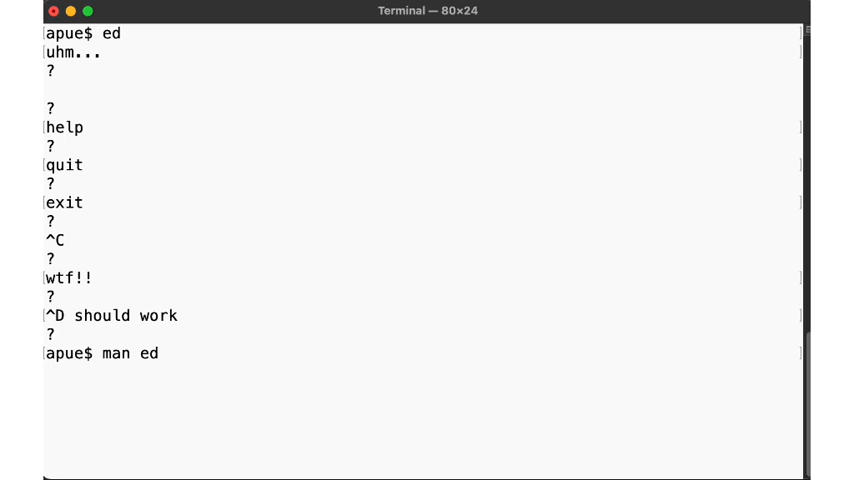 Terminal — 80×24
apue$ ed
uhm...
?
?
help
?
quit
?
exit
?
^C
?
wtf!!
?
^D should work
?
apue$ man ed